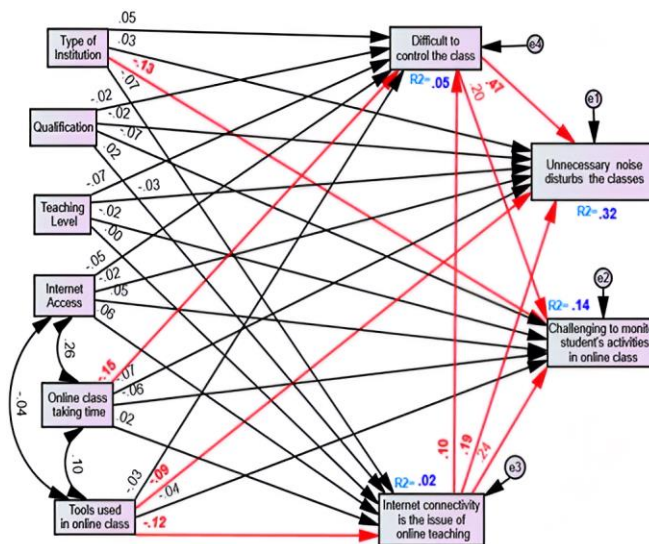 .05
Type of
Institution
.03
-.13
-.07
Difficult to
control the class
e4
R2= .05
.47
.20
e1
-.02
Qualification
-.02
-.07
.02
Unnecessary noise
disturbs the classes
R2= .32
-.07
-.03
Teaching
Level
-.02
.00
-.05
Internet
Access
-.02
.05
.06
e2
R2= .14
Challenging to monitor
student's activities
in online class
.26
-.15
-.04
Online class
taking time
-.07
-.06
.02
.10
.10
.19
.24
-.03
-.09
-.04
R2= .02
e3
Tools used
in online class
-.12
Internet connectivity
is the issue of
online teaching